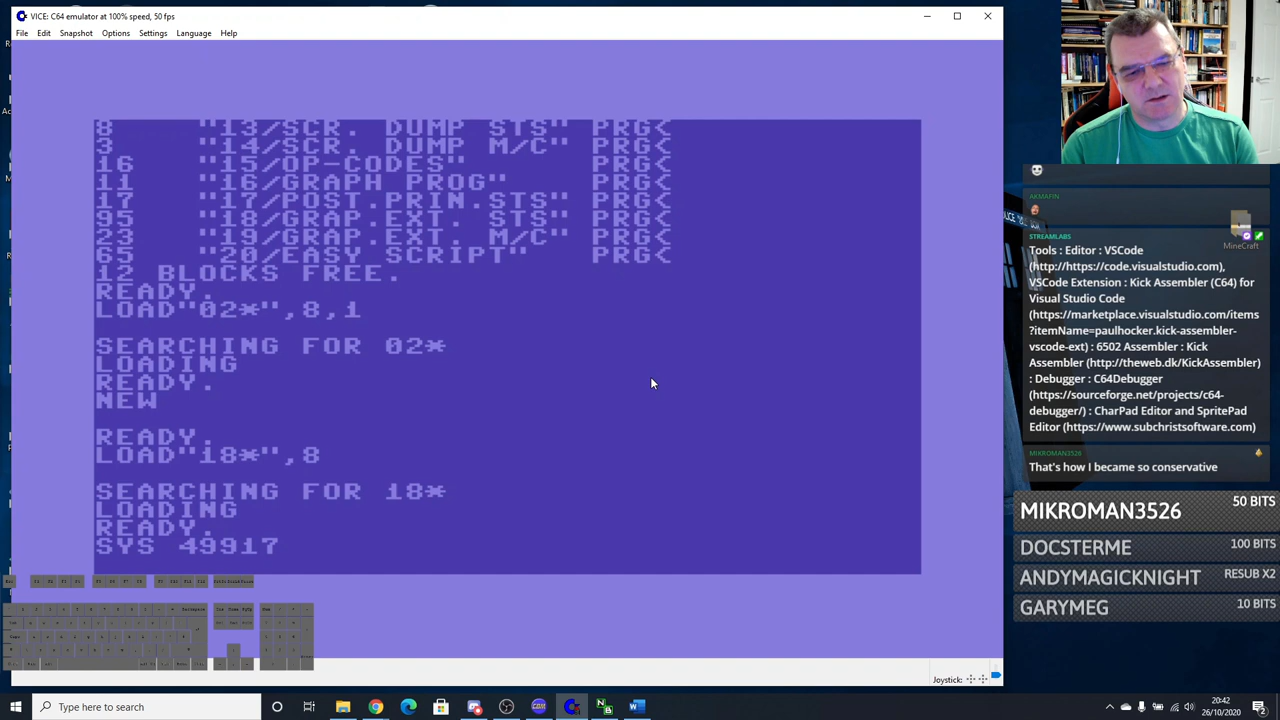 VICE: C64 emulator at 100% speed, 50 fps
File Edit Snapshot Options Settings Language Help
8 "13/SCR. DUMP STS" PRG<
3 "14/SCR. DUMP M/C" PRG<
16 "15/OP-CODES" PRG<
11 "16/GRAPH PROG" PRG<
17 "17/POST.PRIN.STS" PRG<
95 "18/GRAP.EXT. STS" PRG<
23 "19/GRAP.EXT. M/C" PRG<
65 "20/EASY SCRIPT" PRG<
12 BLOCKS FREE.
READY.
LOAD"02*",8,1
SEARCHING FOR 02*
LOADING
READY.
NEW
READY.
LOAD"18*",8
SEARCHING FOR 18*
LOADING
READY.
SYS 49917
Joystick:
AKMAFIN
MineCraft
STREAMLABS
Tools : Editor : VSCode
(http://https://code.visualstudio.com),
VSCode Extension : Kick Assembler (C64) for
Visual Studio Code
(https://marketplace.visualstudio.com/items
?itemName=paulhocker.kick-assembler-
vscode-ext) : 6502 Assembler : Kick
Assembler (http://theweb.dk/KickAssembler)
: Debugger : C64Debugger
(https://sourceforge.net/projects/c64-
debugger/) : CharPad Editor and SpritePad
Editor (https://www.subchristsoftware.com)
MIKROMAN3526
That's how I became so conservative
MIKROMAN3526 50 BITS
DOCSTERME 100 BITS
ANDYMAGICKNIGHT RESUB X2
GARYMEG 10 BITS
Type here to search
20:42
26/10/2020